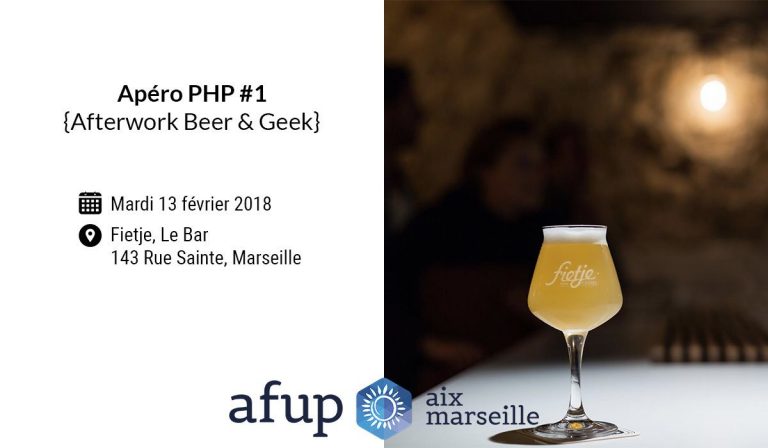 Apéro PHP #1
{Afterwork Beer & Geek}
Mardi 13 février 2018
Fietje, Le Bar
143 Rue Sainte, Marseille
fietje
afup
aix
marseille